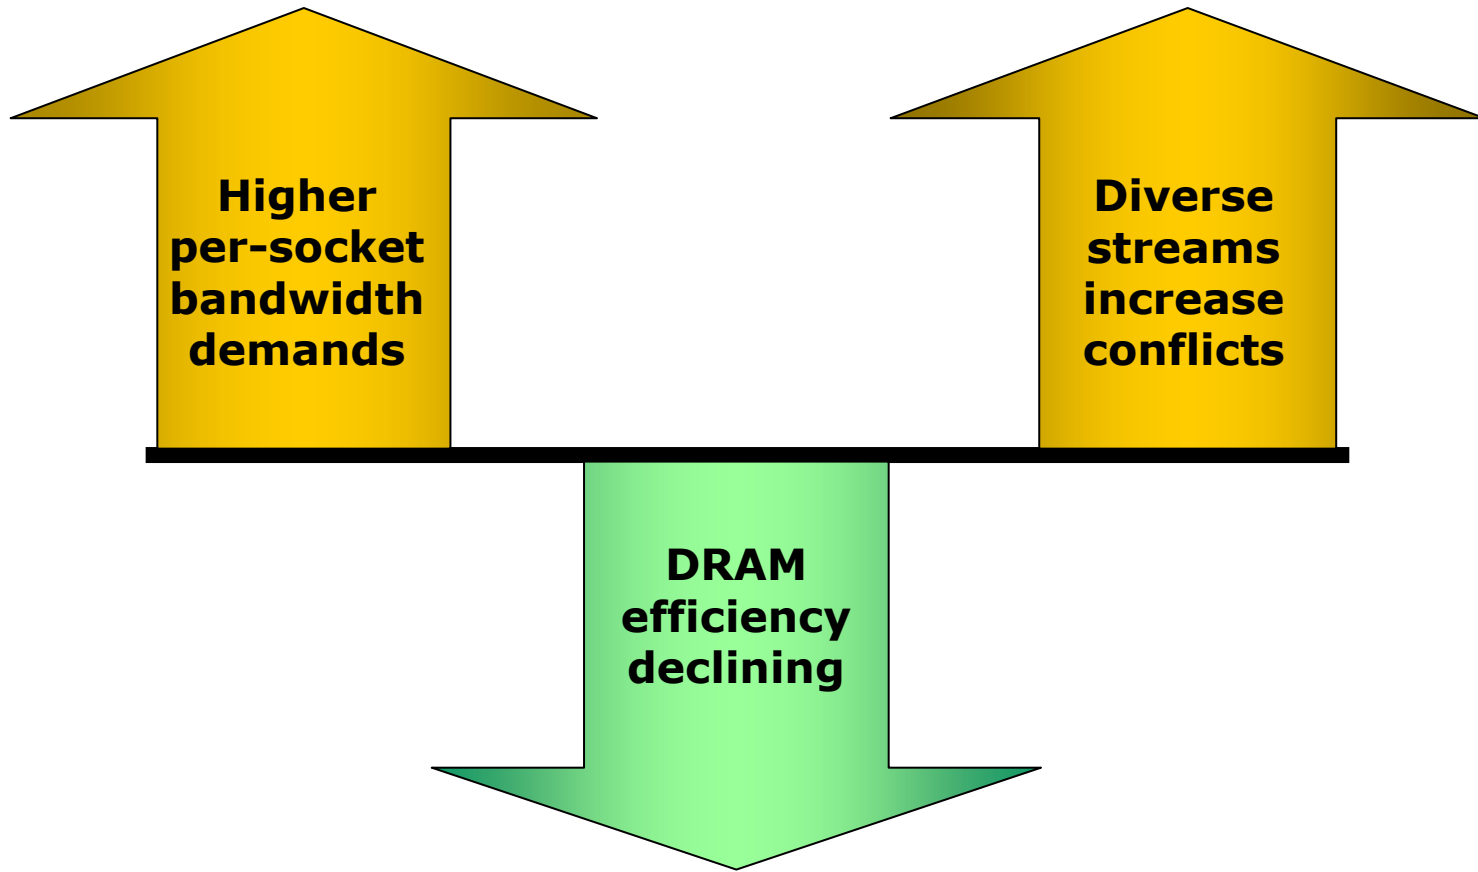 Higher
per-socket
bandwidth
demands
Diverse
streams
increase
conflicts
DRAM
efficiency
declining